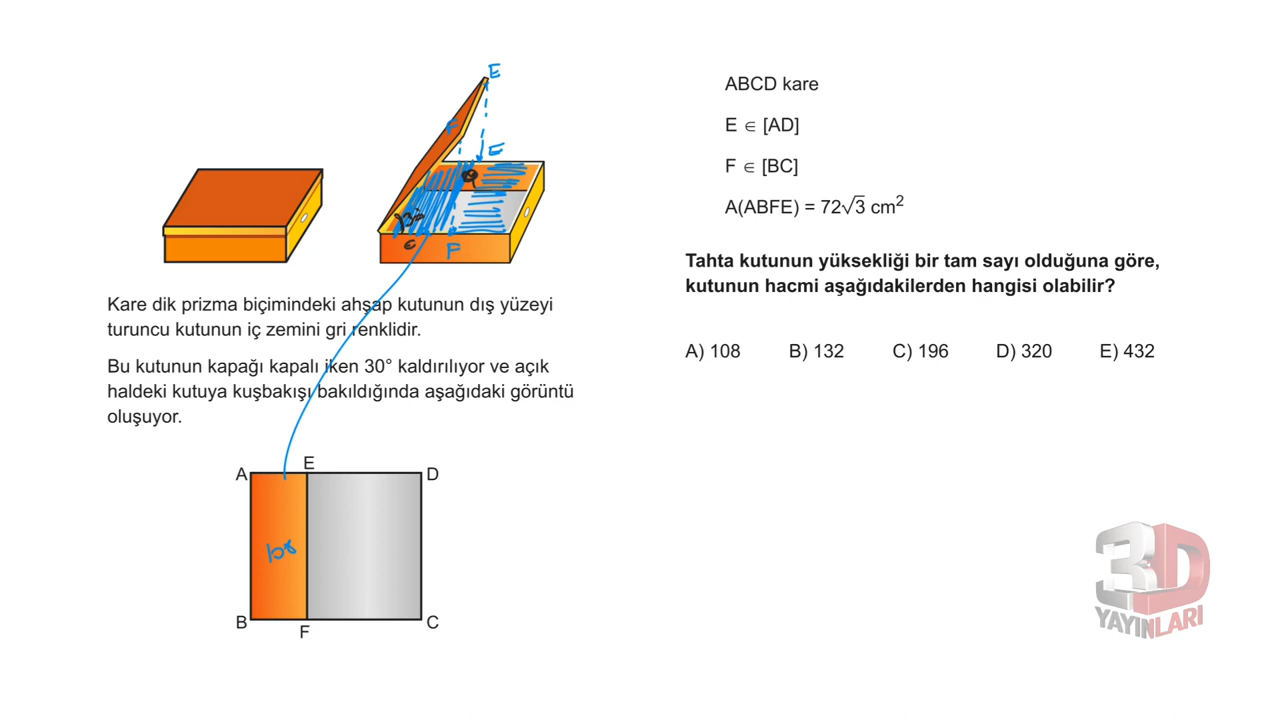 E
F
E
F
Kare dik prizma biçimindeki ahşap kutunun dış yüzeyi
turuncu kutunun iç zemini gri renklidir.
Bu kutunun kapağı kapalı iken 30° kaldırılıyor ve açık
haldeki kutuya kuşbakışı bakıldığında aşağıdaki görüntü
oluşuyor.
A E D
B F C
ABCD kare
E ∈ [AD]
F ∈ [BC]
A(ABFE) = 72√3 cm²
Tahta kutunun yüksekliği bir tam sayı olduğuna göre,
kutunun hacmi aşağıdakilerden hangisi olabilir?
A) 108 B) 132 C) 196 D) 320 E) 432
3D
YAYINLARI